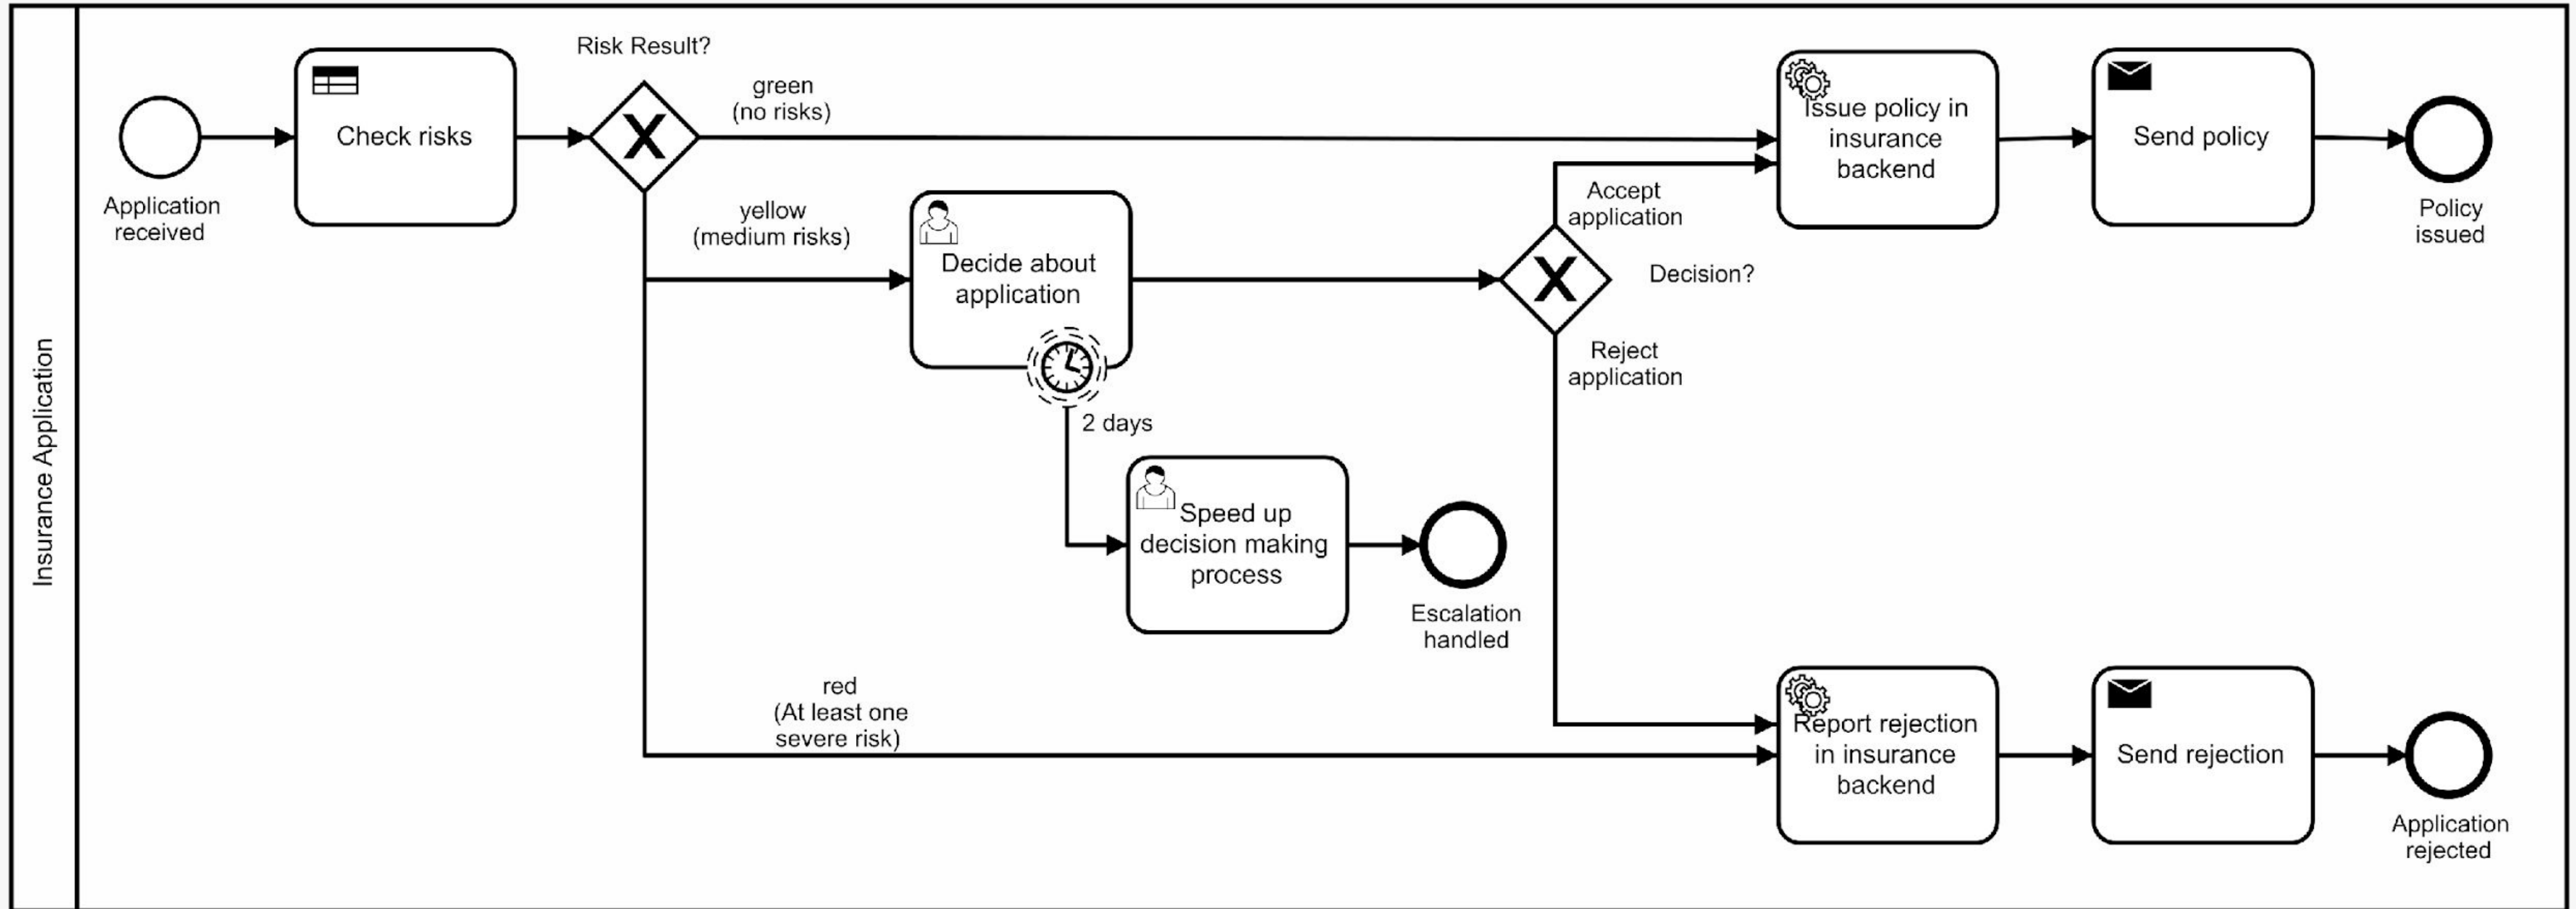 Insurance Application
Application
received
Check risks
Risk Result?
green
(no risks)
yellow
(medium risks)
Decide about
application
2 days
Speed up
decision making
process
Escalation
handled
red
(At least one
severe risk)
Decision?
Accept
application
Reject
application
Issue policy in
insurance
backend
Send policy
Policy
issued
Report rejection
in insurance
backend
Send rejection
Application
rejected